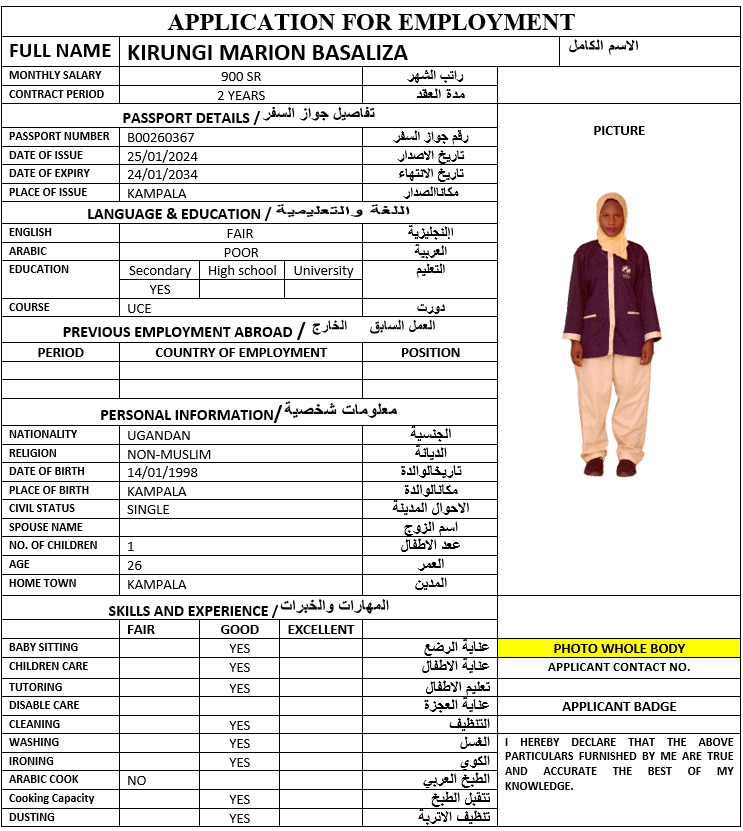 APPLICATION FOR EMPLOYMENT
FULL NAME KIRUNGI MARION BASALIZA الاسم الكامل
MONTHLY SALARY 900 SR راتب الشهر
CONTRACT PERIOD 2 YEARS مدة العقد
PASSPORT DETAILS / تفاصيل جواز السفر
PASSPORT NUMBER B00260367 رقم جواز السفر
DATE OF ISSUE 25/01/2024 تاريخ الاصدار
DATE OF EXPIRY 24/01/2034 تاريخ الانتهاء
PLACE OF ISSUE KAMPALA مكاناالصدار
LANGUAGE & EDUCATION / اللغة والتعليمية
ENGLISH FAIR اإلنجليزية
ARABIC POOR العربية
EDUCATION Secondary High school University التعليم
YES
COURSE UCE دورت
PREVIOUS EMPLOYMENT ABROAD / العمل السابق الخارج
PERIOD COUNTRY OF EMPLOYMENT POSITION
PERSONAL INFORMATION/ معلومات شخصية
NATIONALITY UGANDAN الجنسية
RELIGION NON-MUSLIM الديانة
DATE OF BIRTH 14/01/1998 تاريخالوالدة
PLACE OF BIRTH KAMPALA مكانالوالدة
CIVIL STATUS SINGLE الاحوال المدينة
SPOUSE NAME اسم الزوج
NO. OF CHILDREN 1 عدد الاطفال
AGE 26 العمر
HOME TOWN KAMPALA المدين
SKILLS AND EXPERIENCE / المهارات والخبرات
FAIR GOOD EXCELLENT
BABY SITTING YES عناية الرضع
CHILDREN CARE YES عناية الاطفال
TUTORING YES تعليم الاطفال
DISABLE CARE عناية العجزة
CLEANING YES التنظيف
WASHING YES الغسل
IRONING YES الكوي
ARABIC COOK NO الطبخ العربي
Cooking Capacity YES تتقبل الطبخ
DUSTING YES تنظيف الاتربة
PICTURE
PHOTO WHOLE BODY
APPLICANT CONTACT NO.
APPLICANT BADGE
I HEREBY DECLARE THAT THE ABOVE
PARTICULARS FURNISHED BY ME ARE TRUE
AND ACCURATE THE BEST OF MY
KNOWLEDGE.